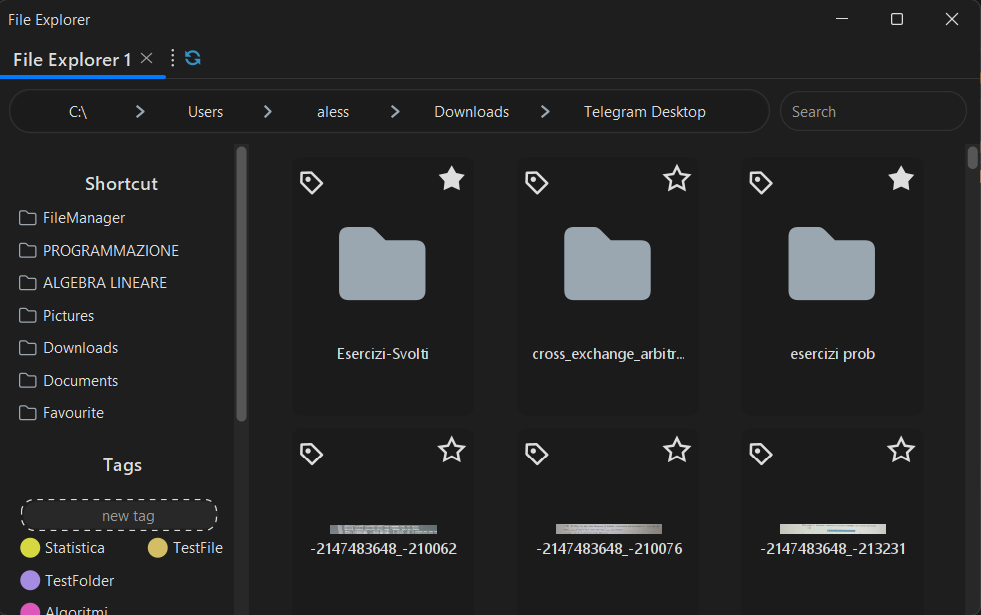 File Explorer
File Explorer 1
C:\ Users aless Downloads Telegram Desktop Search
Shortcut
FileManager
PROGRAMMAZIONE
ALGEBRA LINEARE
Pictures
Downloads
Documents
Favourite
Tags
new tag
Statistica TestFile
TestFolder
Algoritmi
Esercizi-Svolti cross_exchange_arbitr... esercizi prob
-2147483648_-210062 -2147483648_-210076 -2147483648_-213231